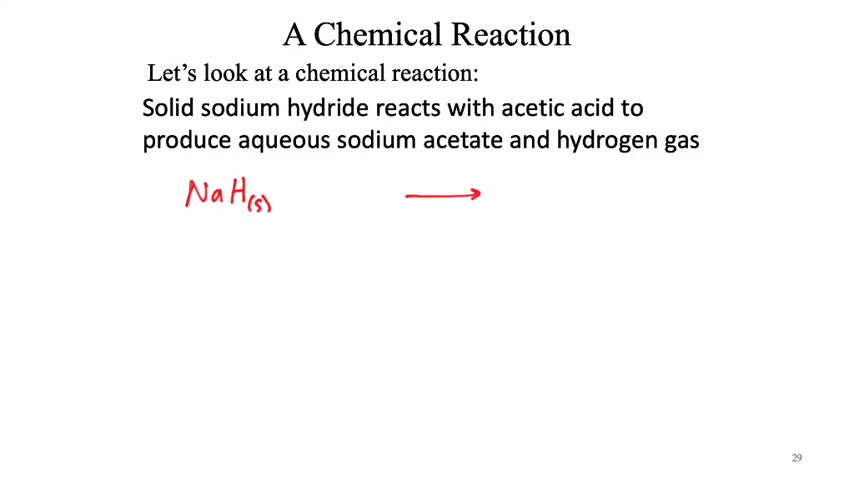 A Chemical Reaction
Let’s look at a chemical reaction:
Solid sodium hydride reacts with acetic acid to
produce aqueous sodium acetate and hydrogen gas
NaH(s) ⟶
29